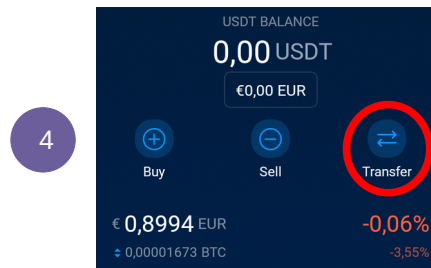 USDT BALANCE
0,00 USDT
€0,00 EUR
4
Buy
Sell
Transfer
€ 0,8994 EUR
-0,06%
0,00001673 BTC
-3,55%